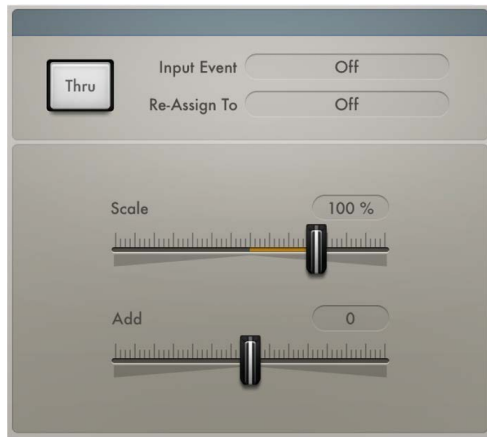 Thru
Input Event Off
Re-Assign To Off
Scale 100 %
Add 0